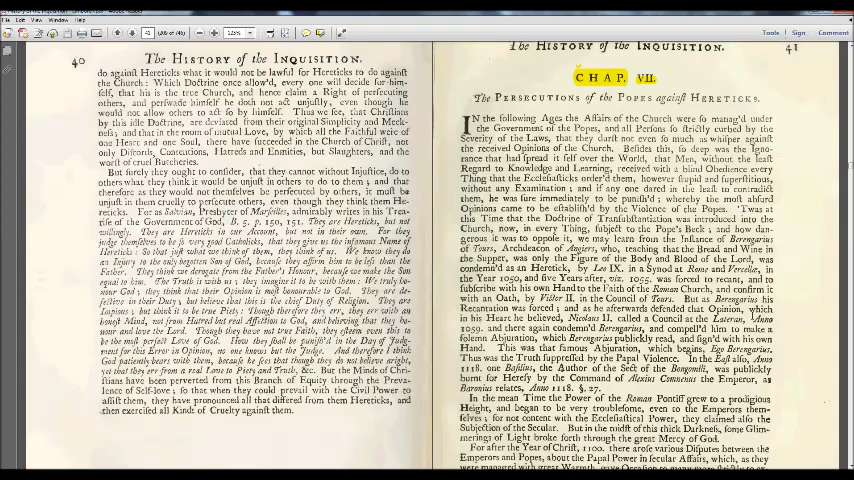 File Edit View Window Help
41
(209 of 46)
125%
Tools
Sign
Comment
40 The HISTORY of the INQUISITION.
do against Hereticks what it would not be lawful for Hereticks to do against
the Church: Which Doctrine once allow'd, every one will decide for him-
self, that his is the true Church, and hence claim a Right of persecuting
others, and perswade himself he doth not act unjustly, even though he
would not allow others to act so by himself. Thus we see, that Christians
by this idle Doctrine, are deviated from their original Simplicity and Meek-
ness; and that in the room of mutual Love, by which all the Faithful were of
one Heart and one Soul, there have succeeded in the Church of Christ, not
only Discords, Contentions, Hatreds and Enmities, but Slaughters, and the
worst of cruel Butcheries.
But surely they ought to consider, that they cannot without Injustice, do to
others what they think it would be unjust in others to do to them; and that
therefore as they would not themselves be persecuted by others, it must be
unjust in them cruelly to persecute others, even though they think them He-
reticks. For as Salvian, Presbyter of Marseilles, admirably writes in his Trea-
tise of the Government of God, B. 5. p. 150, 151. They are Hereticks, but not
willingly. They are Hereticks in our Account, but not in their own. For they
judge themselves to be so very good Catholicks, that they give us the infamous Name of
Hereticks: So that just what we think of them, they think of us. We know they do
an Injury to the only begotten Son of God, because they affirm him to be less than the
Father. They think we derogate from the Father's Honour, because we make the Son
equal to him. The Truth is with us; they imagine it to be with them: We truly ho-
nour God; they think that their Opinion is most honourable to God. They are de-
fective in their Duty, but believe that this is the chief Duty of Religion. They are
Impious; but think it to be true Piety: Though therefore they err, they err with an
honest Mind, not from Hatred but real Affection to God, and believing that they ho-
nour and love the Lord. Though they have not true Faith, they esteem even this to
be the most perfect Love of God. How they shall be punish'd in the Day of Judg-
ment for this Error in Opinion, no one knows but the Judge. And therefore I think
God patiently bears with them, because he sees that though they do not believe aright,
yet that they err from a real Love to Piety and Truth, &c. But the Minds of Chri-
stians have been perverted from this Branch of Equity through the Preva-
lence of Self-love; so that when they could prevail with the Civil Power to
assist them, they have pronounced all that differed from them Hereticks, and
then exercised all Kinds of Cruelty against them.
The HISTORY of the INQUISITION. 41
CHAP. VII.
The PERSECUTIONS of the POPES against HERETICKS.
IN the following Ages the Affairs of the Church were so manag'd under
the Government of the Popes, and all Persons so strictly curbed by the
Severity of the Laws, that they durst not even so much as whisper against
the received Opinions of the Church. Besides this, so deep was the Igno-
rance that had spread it self over the World, that Men, without the least
Regard to Knowledge and Learning, received with a blind Obedience every
Thing that the Ecclesiasticks order'd them, however stupid and superstitious,
without any Examination; and if any one dared in the least to contradict
them, he was sure immediately to be punish'd; whereby the most absurd
Opinions came to be establish'd by the Violence of the Popes. 'Twas at
this Time that the Doctrine of Transubstantiation was introduced into the
Church, now, in every Thing, subject to the Pope's Beck; and how dan-
gerous it was to oppose it, we may learn from the Instance of Berengarius
of Tours, Archdeacon of Angiers, who teaching that the Bread and Wine in
the Supper, was only the Figure of the Body and Blood of the Lord, was
condemn'd as an Heretick, by Leo IX. in a Synod at Rome and Vercellæ, in
the Year 1050, and five Years after, viz. 1055. was forced to recant, and to
subscribe with his own Hand to the Faith of the Roman Church, and confirm it
with an Oath, by Victor II. in the Council of Tours. But as Berengarius his
Recantation was forced; and as he afterwards defended that Opinion, which
in his Heart he believed, Nicolaus II. called a Council at the Lateran, Anno
1059. and there again condemn'd Berengarius, and compell'd him to make a
solemn Abjuration, which Berengarius publickly read, and sign'd with his own
Hand. This was that famous Abjuration, which begins, Ego Berengarius.
Thus was the Truth suppressed by the Papal Violence. In the East also, Anno
1118. one Basilius, the Author of the Sect of the Bongomili, was publickly
burnt for Heresy by the Command of Alexius Comnenus the Emperor, as
Baronius relates, Anno 1118. §. 27.
In the mean Time the Power of the Roman Pontiff grew to a prodigious
Height, and began to be very troublesome, even to the Emperors them-
selves; for not content with the Ecclesiastical Power, they claimed also the
Subjection of the Secular. But in the midst of this thick Darkness, some Glim-
merings of Light broke forth through the great Mercy of God.
For after the Year of Christ, 1100. there arose various Disputes between the
Emperors and Popes, about the Papal Power in secular Affairs, which, as they
were managed with great Warmth, gave Occasion to many more strictly to ex-